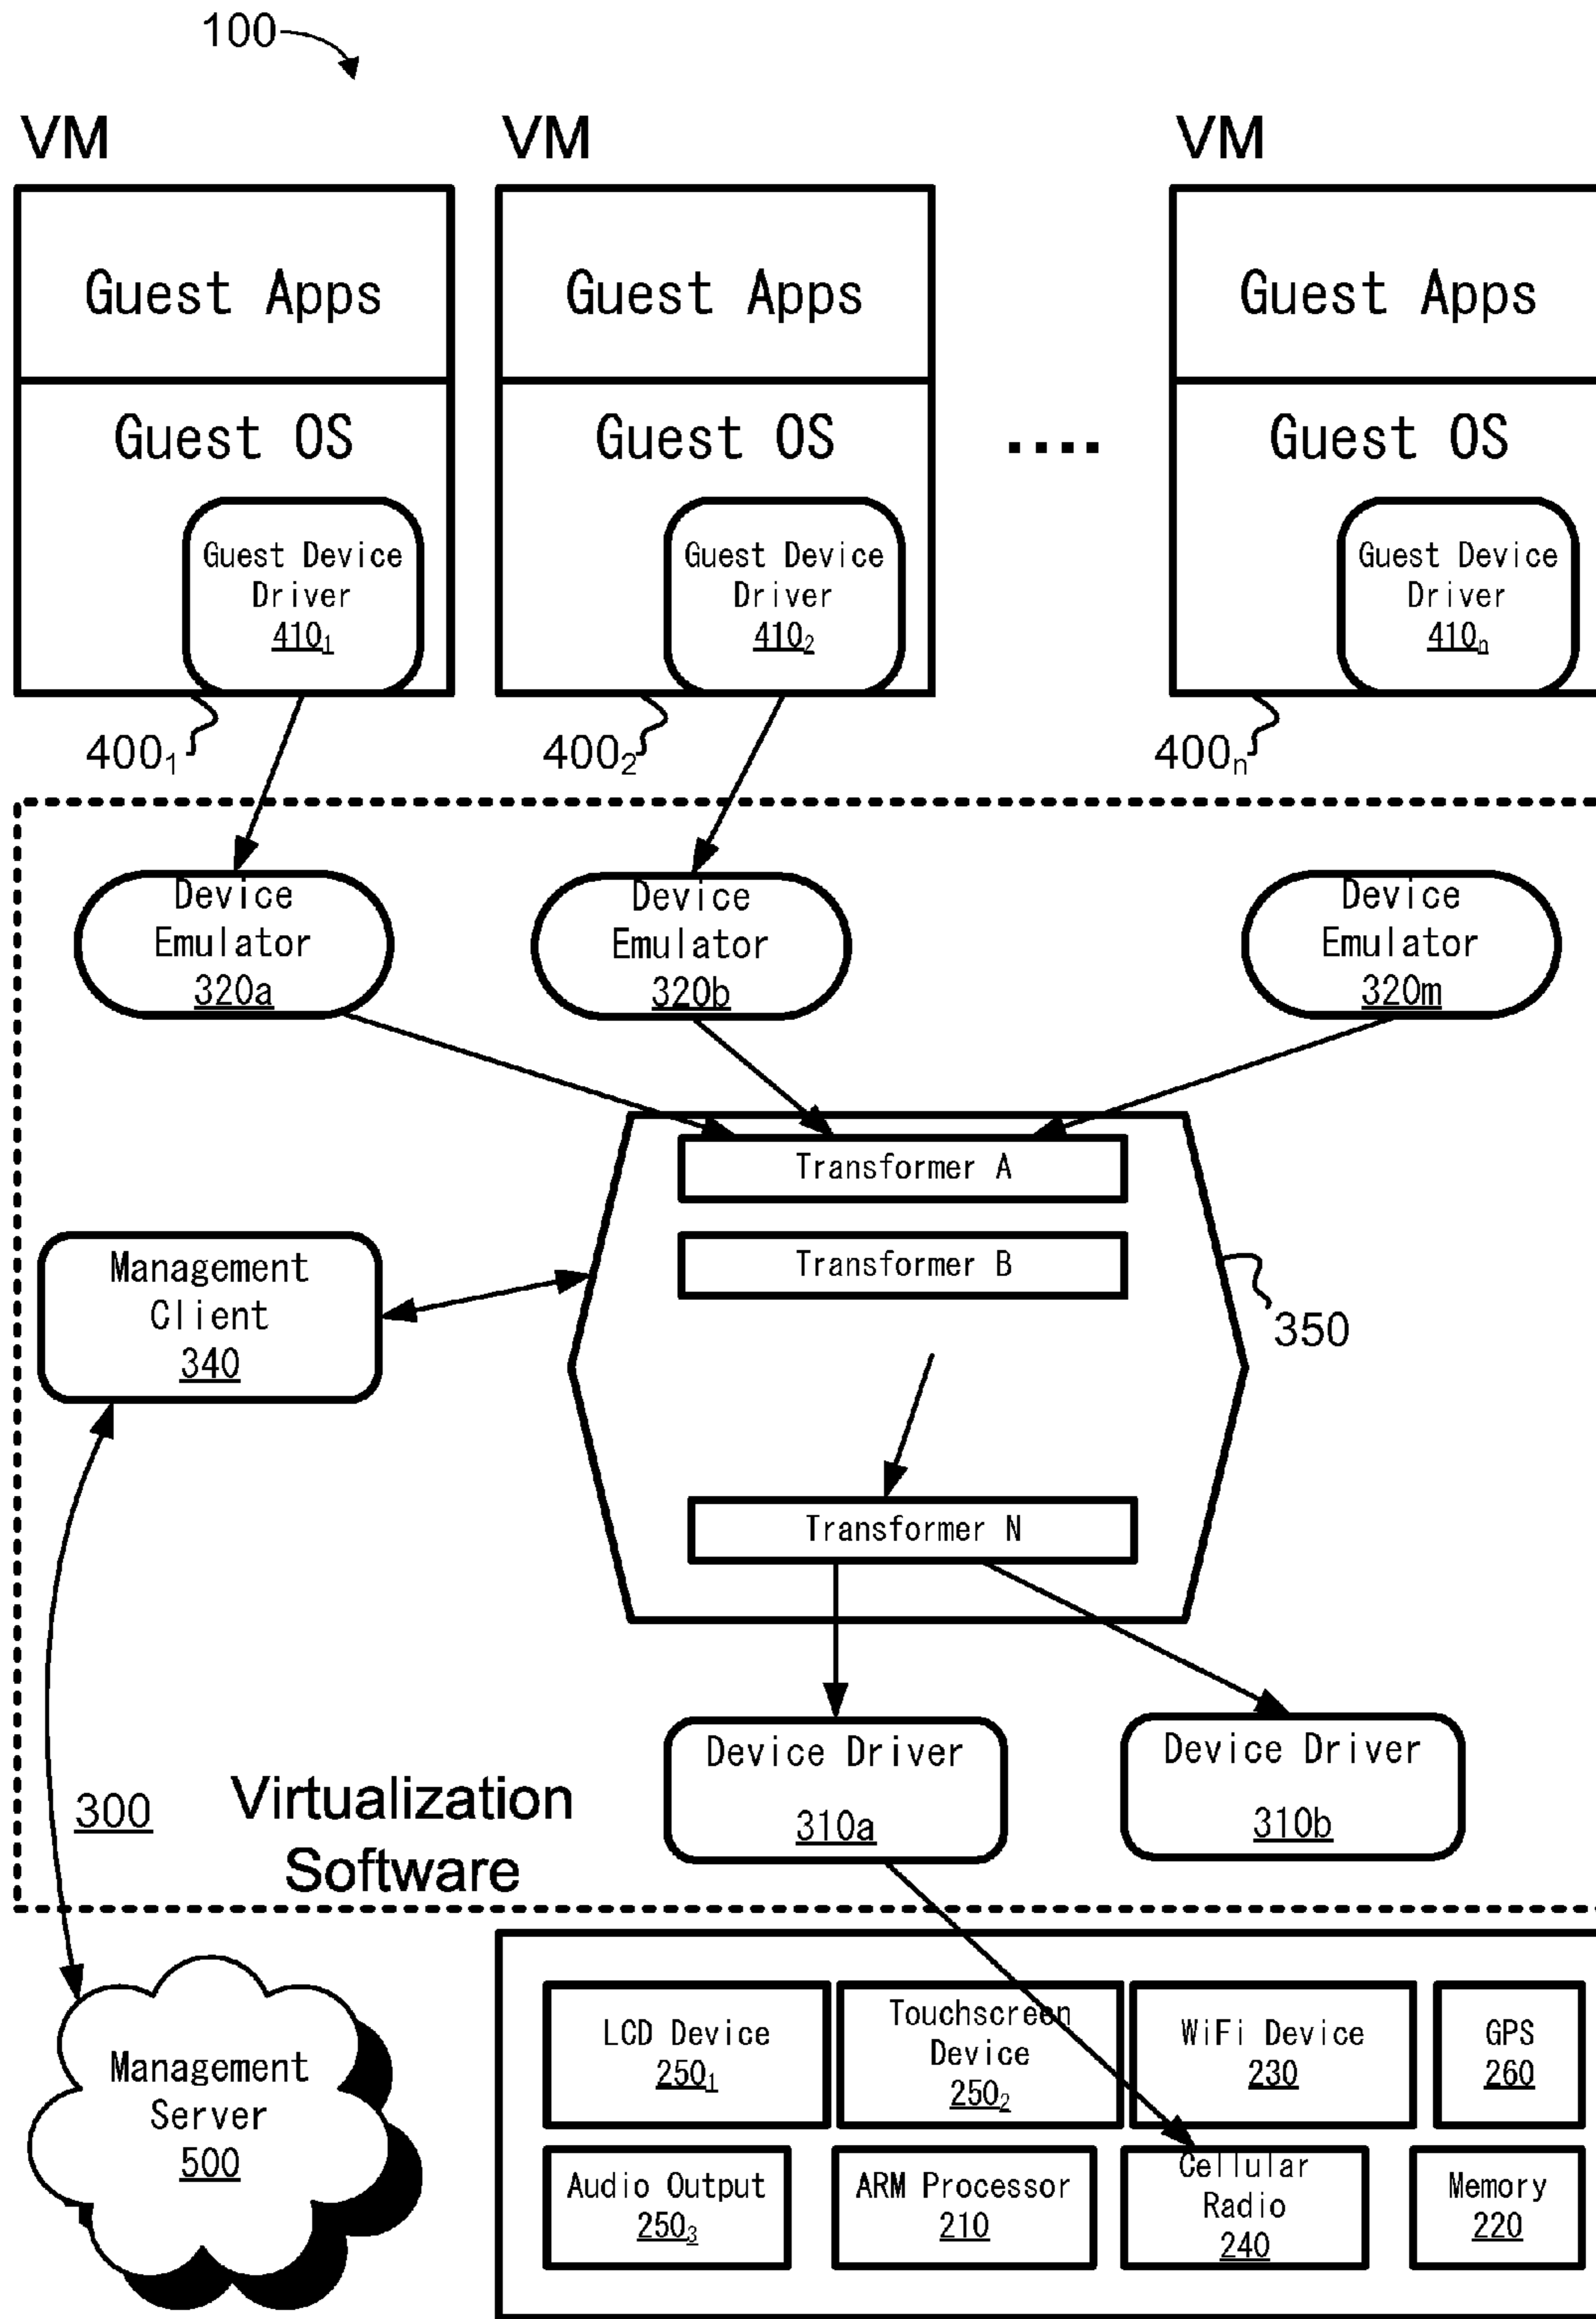 100
VM
VM
VM
Guest Apps
Guest Apps
Guest Apps
Guest OS
Guest OS
....
Guest OS
Guest Device
Driver
410₁
Guest Device
Driver
410₂
Guest Device
Driver
410ₙ
400₁
400₂
400ₙ
Device
Emulator
320a
Device
Emulator
320b
Device
Emulator
320m
Transformer A
Transformer B
Management
Client
340
350
Transformer N
Device Driver
310a
Device Driver
310b
300
Virtualization
Software
Management
Server
500
LCD Device
250₁
Touchscreen
Device
250₂
WiFi Device
230
GPS
260
Audio Output
250₃
ARM Processor
210
Cellular
Radio
240
Memory
220